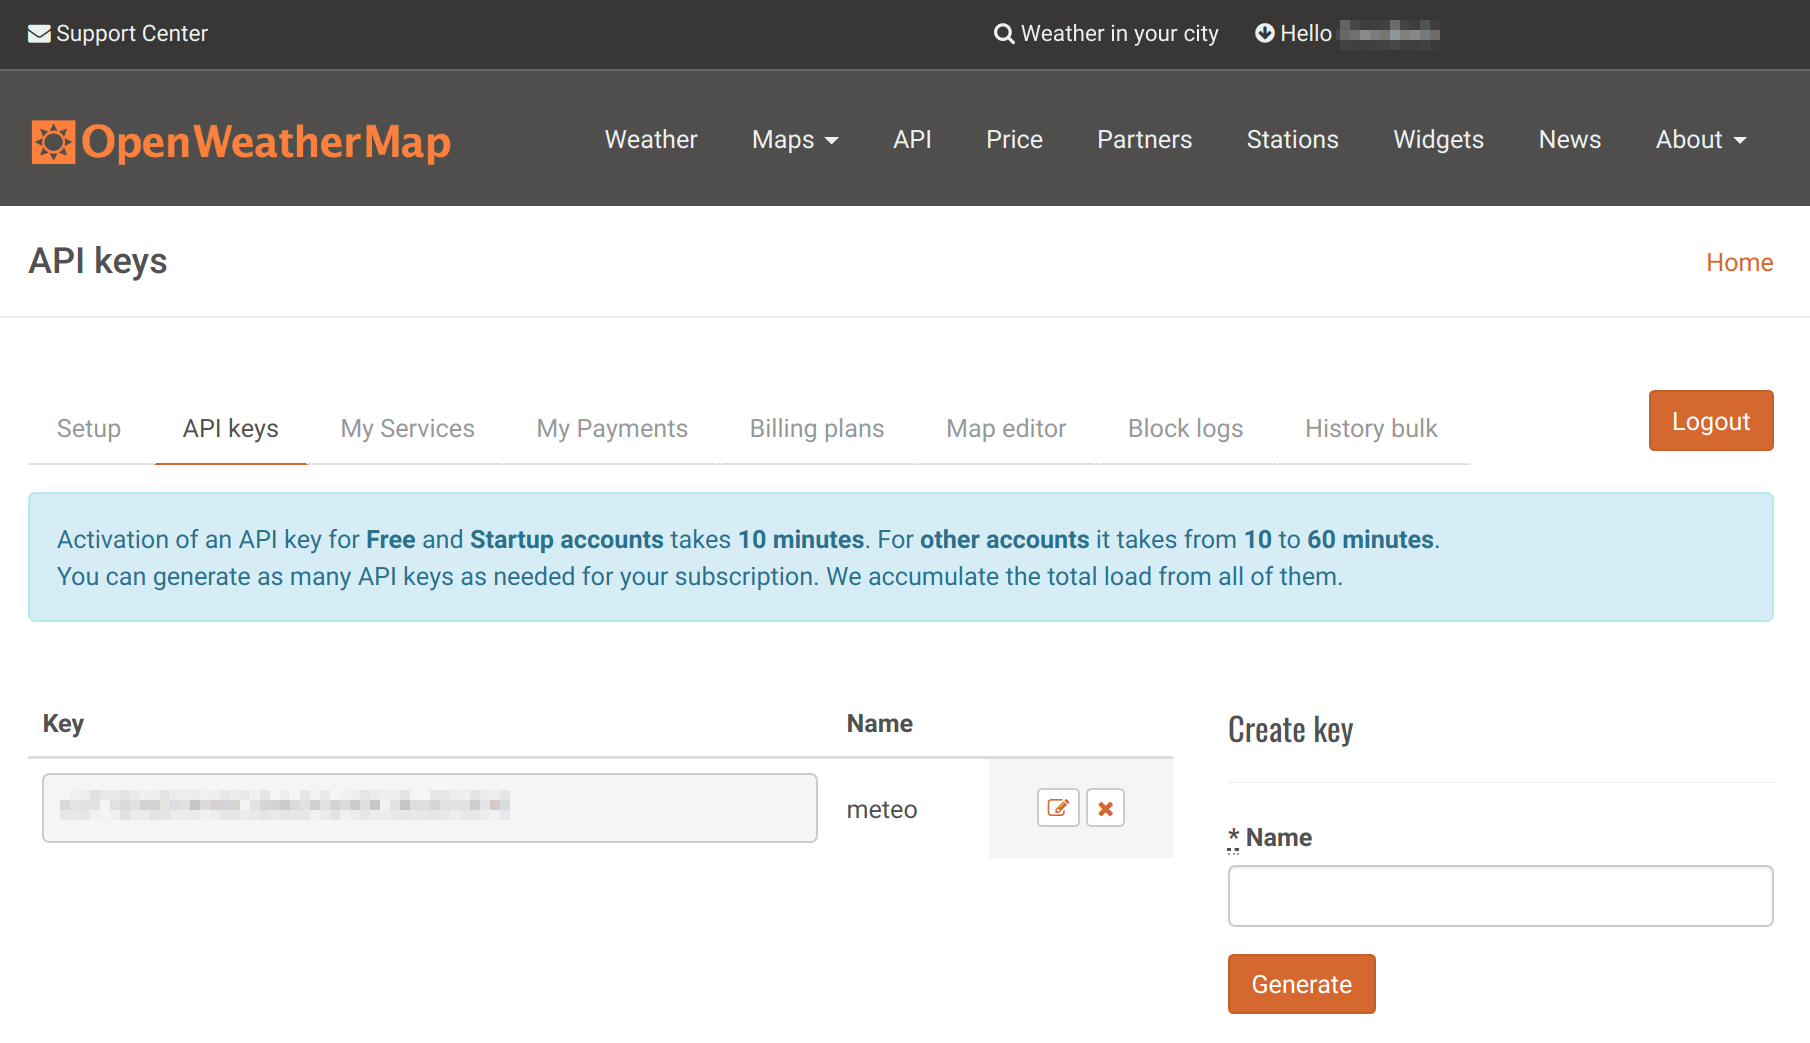 Support Center
Weather in your city
Hello
OpenWeatherMap
Weather Maps API Price Partners Stations Widgets News About
API keys
Home
Setup API keys My Services My Payments Billing plans Map editor Block logs History bulk
Logout
Activation of an API key for Free and Startup accounts takes 10 minutes. For other accounts it takes from 10 to 60 minutes.
You can generate as many API keys as needed for your subscription. We accumulate the total load from all of them.
Key Name
meteo
Create key
* Name
Generate